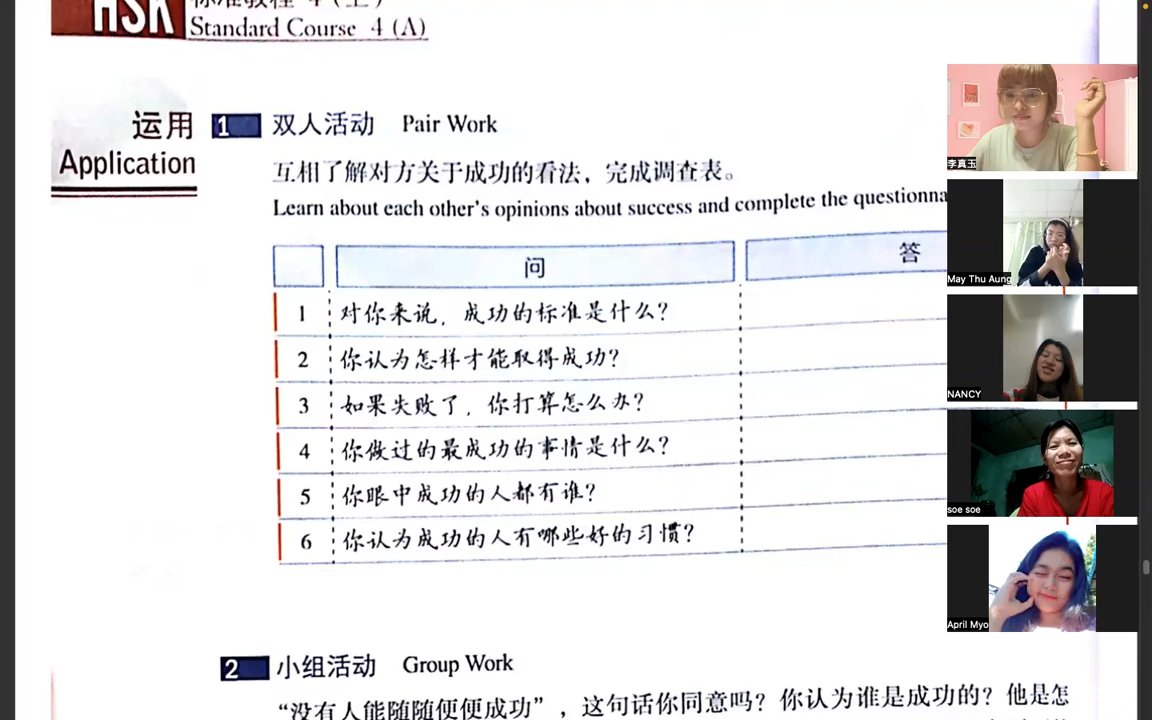 HSK 标准教程 4（上）
Standard Course 4 (A)
运用
Application
1 双人活动 Pair Work
互相了解对方关于成功的看法，完成调查表。
Learn about each other's opinions about success and complete the questionna
问 答
1 对你来说，成功的标准是什么？
2 你认为怎样才能取得成功？
3 如果失败了，你打算怎么办？
4 你做过的最成功的事情是什么？
5 你眼中成功的人都有谁？
6 你认为成功的人有哪些好的习惯？
2 小组活动 Group Work
“没有人能随随便便成功”，这句话你同意吗？你认为谁是成功的？他是怎
李真玉
May Thu Aung
NANCY
soe soe
April Myo